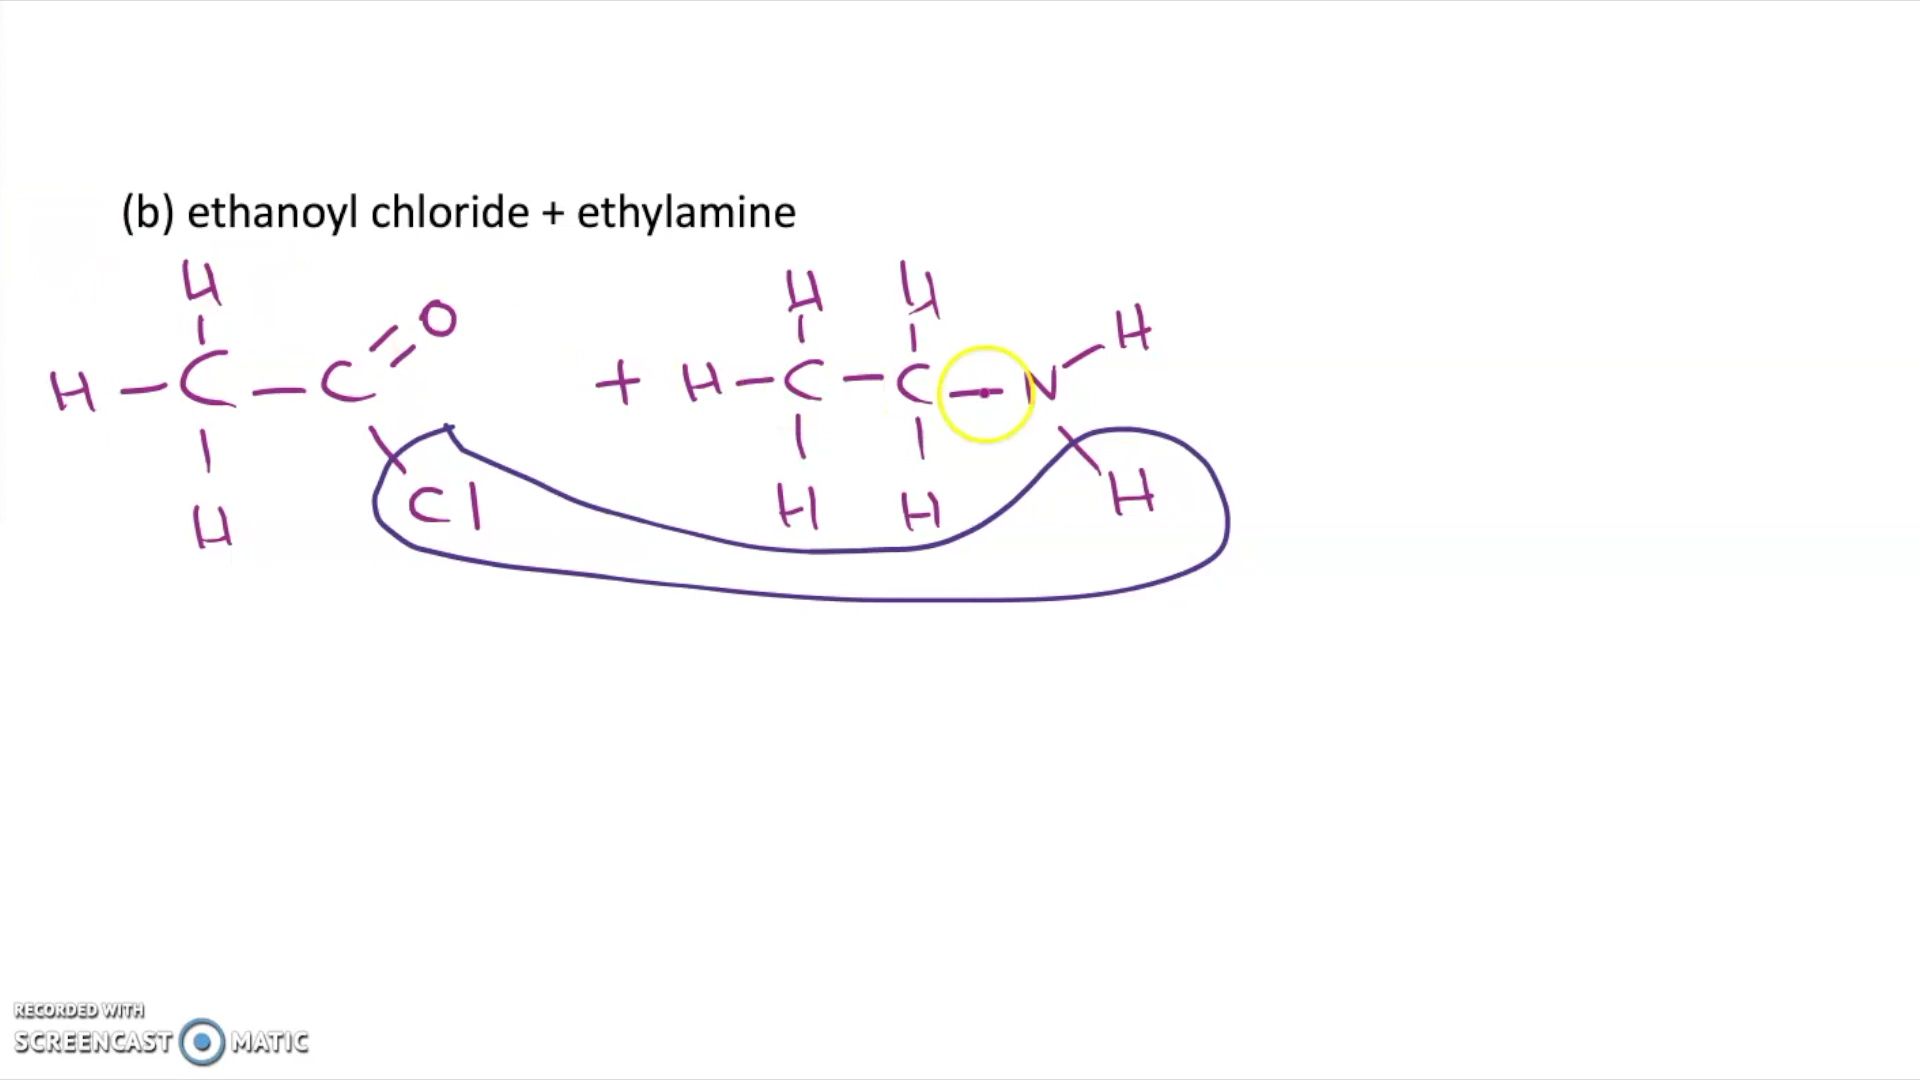 (b) ethanoyl chloride + ethylamine
H H H
O H
H C C + H C C N
Cl H H H
H
RECORDED WITH
SCREENCAST MATIC